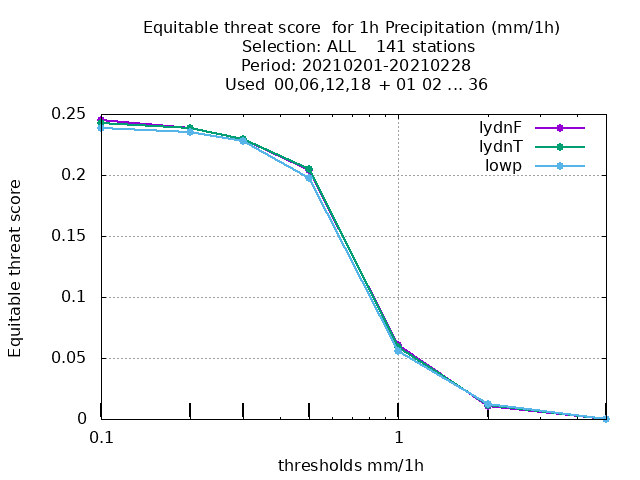 Equitable threat score  for 1h Precipitation (mm/1h)
Selection: ALL    141 stations
Period: 20210201-20210228
Used  00,06,12,18  + 01 02 ... 36
Equitable threat score
0.25
0.2
0.15
0.1
0.05
0
lydnF
lydnT
lowp
0.1
1
thresholds mm/1h